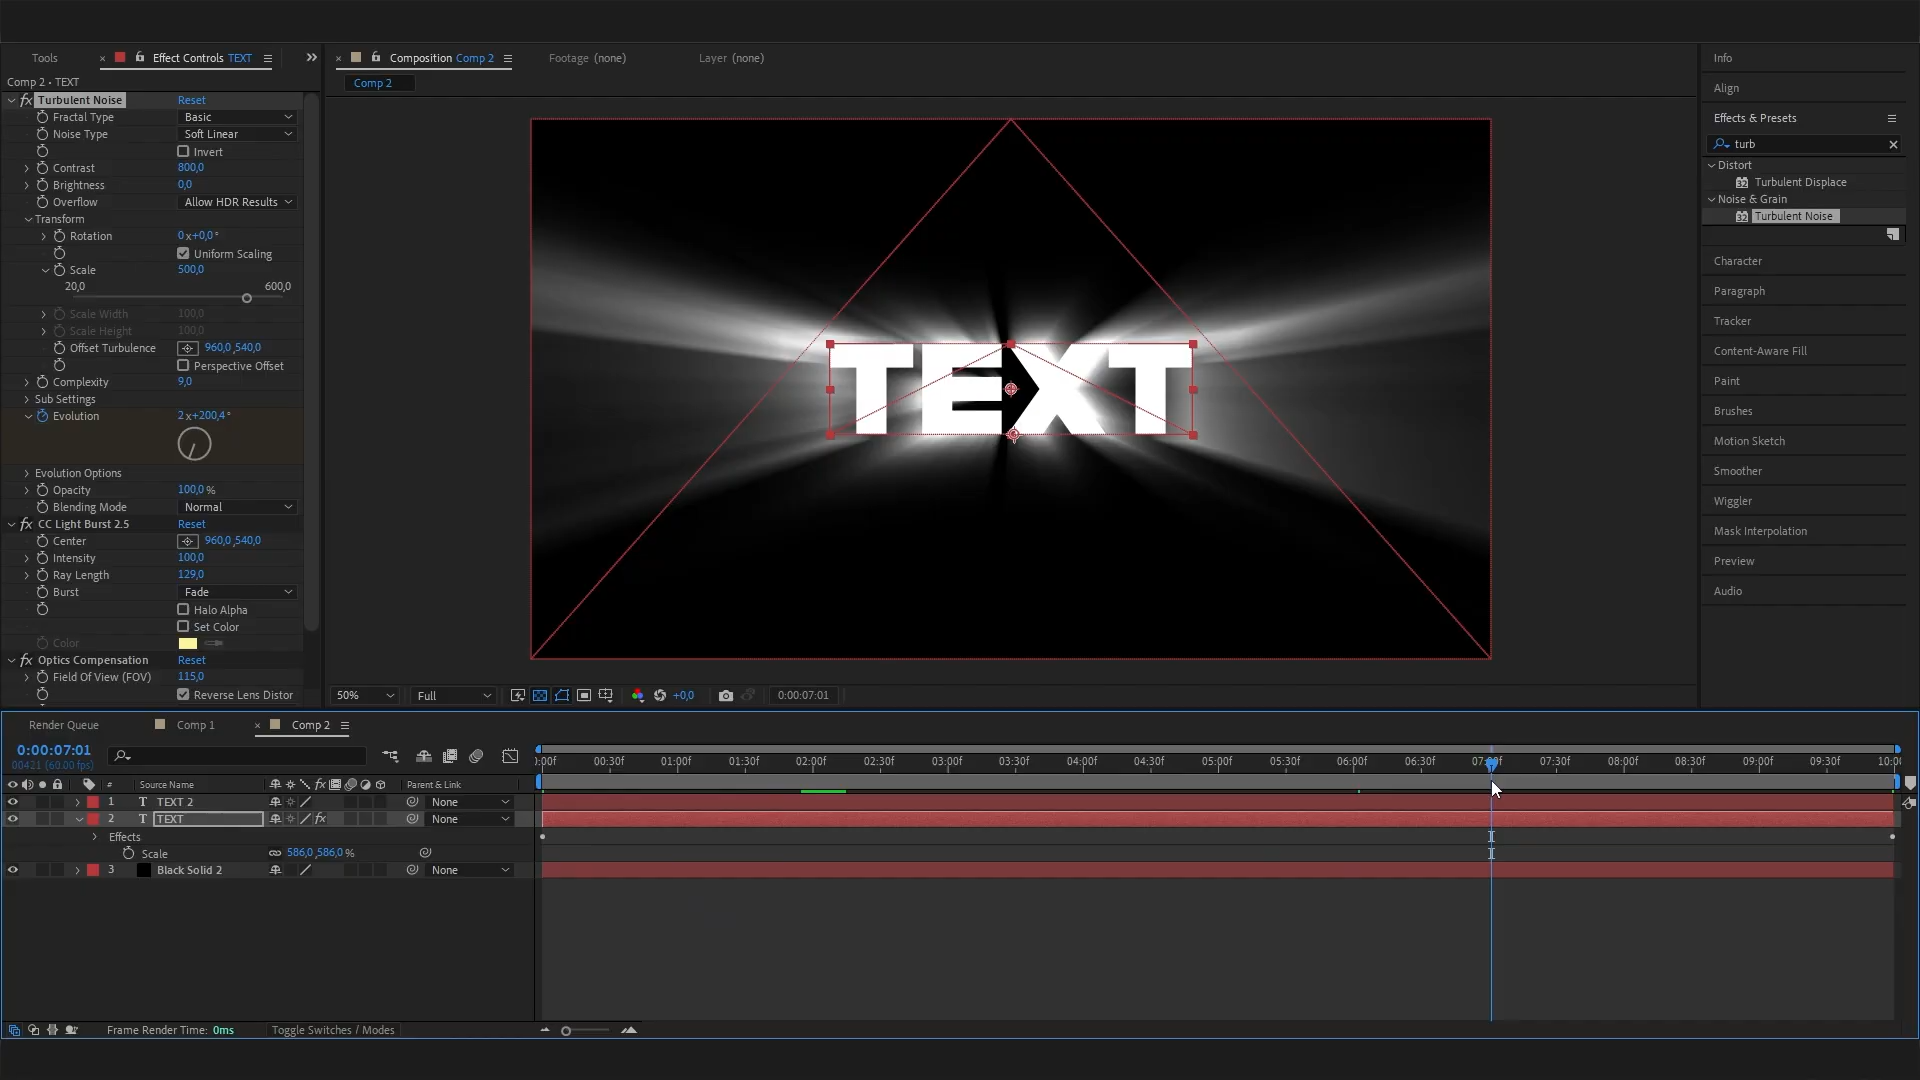 Tools
Effect Controls TEXT
Comp 2 • TEXT
fx Turbulent Noise Reset
Fractal Type Basic
Noise Type Soft Linear
Invert
Contrast 800,0
Brightness 0,0
Overflow Allow HDR Results
Transform
Rotation 0x+0,0°
Uniform Scaling
Scale 500,0
20,0 600,0
Scale Width 100,0
Scale Height 100,0
Offset Turbulence 960,0,540,0
Perspective Offset
Complexity 9,0
Sub Settings
Evolution 2x+200,4°
Evolution Options
Opacity 100,0%
Blending Mode Normal
fx CC Light Burst 2.5 Reset
Center 960,0,540,0
Intensity 100,0
Ray Length 129,0
Burst Fade
Halo Alpha
Set Color
Color
fx Optics Compensation Reset
Field Of View (FOV) 115,0
Reverse Lens Distor
Composition Comp 2
Footage (none)
Layer (none)
Comp 2
TEXT
50% Full +0,0 0:00:07:01
Info
Align
Effects & Presets
turb
Distort
32 Turbulent Displace
Noise & Grain
32 Turbulent Noise
Character
Paragraph
Tracker
Content-Aware Fill
Paint
Brushes
Motion Sketch
Smoother
Wiggler
Mask Interpolation
Preview
Audio
Render Queue Comp 1 Comp 2
0:00:07:01
00421 (60.00 fps)
00:30f 01:00f 01:30f 02:00f 02:30f 03:00f 03:30f 04:00f 04:30f 05:00f 05:30f 06:00f 06:30f 07:30f 08:00f 08:30f 09:00f 09:30f
# Source Name fx Parent & Link
1 T TEXT 2 None
2 T TEXT fx None
Effects
Scale 586,0,586,0%
3 Black Solid 2 None
Frame Render Time: 0ms Toggle Switches / Modes